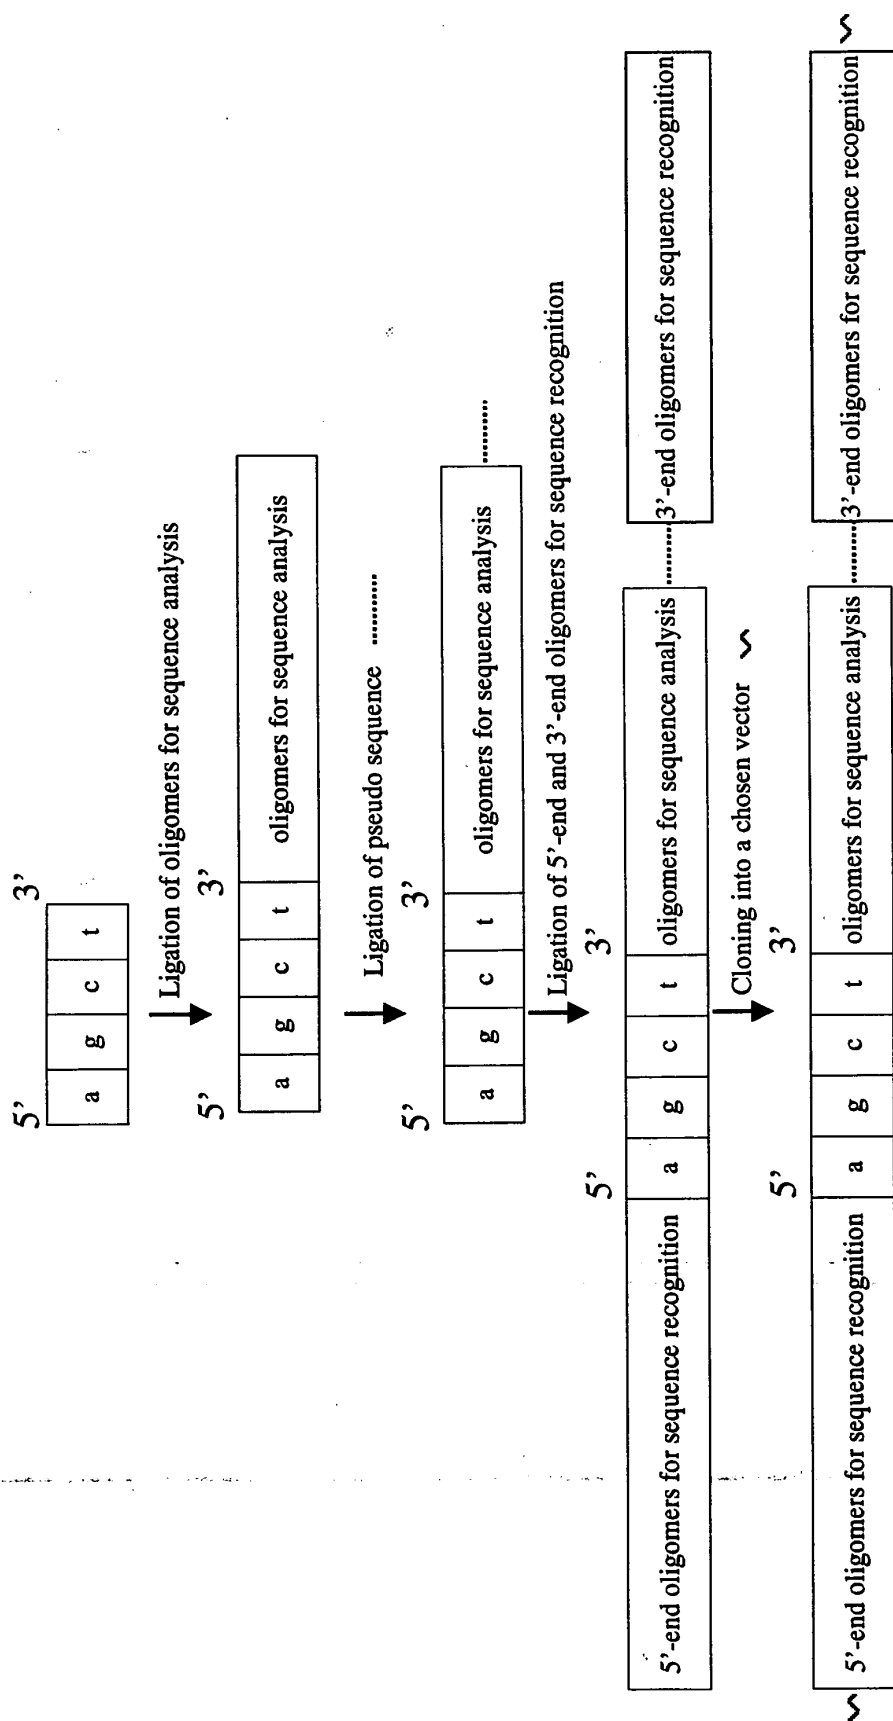 5’ 3’
a g c t
Ligation of oligomers for sequence analysis
5’ 3’
a g c t oligomers for sequence analysis
Ligation of pseudo sequence ..........
5’ 3’
a g c t oligomers for sequence analysis ..........
Ligation of 5’-end and 3’-end oligomers for sequence recognition
5’ 3’
5’-end oligomers for sequence recognition a g c t oligomers for sequence analysis ..........3’-end oligomers for sequence recognition
Cloning into a chosen vector ~
5’ 3’
~ 5’-end oligomers for sequence recognition a g c t oligomers for sequence analysis ..........3’-end oligomers for sequence recognition ~